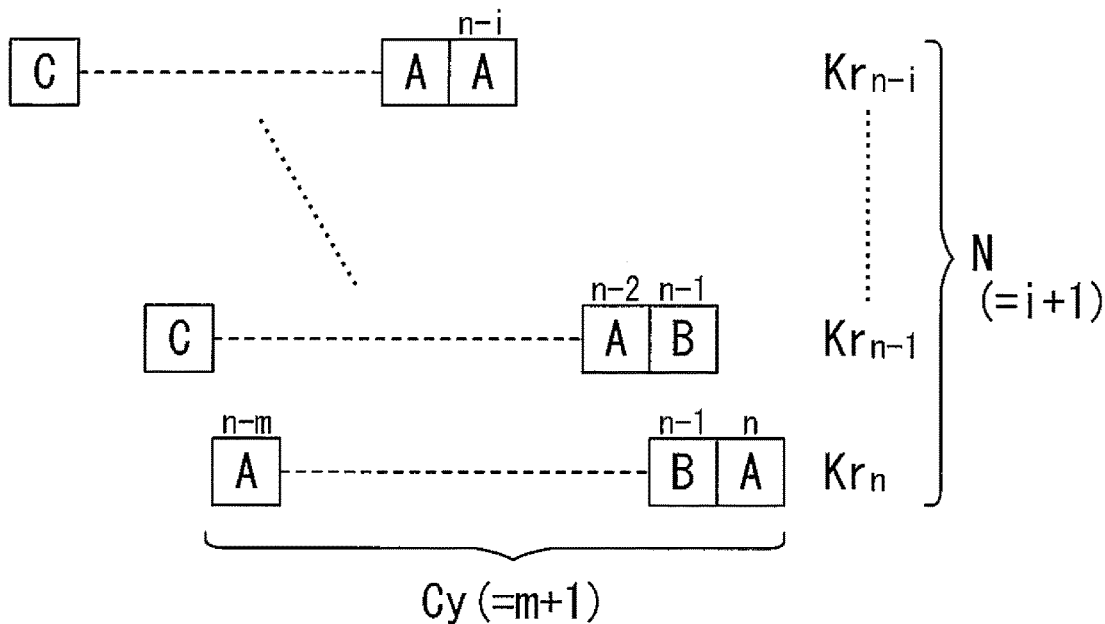 n-i
C A A Kr n-i
N
(=i+1)
n-2 n-1
C A B Kr n-1
n-m n-1 n
A B A Kr n
Cy(=m+1)